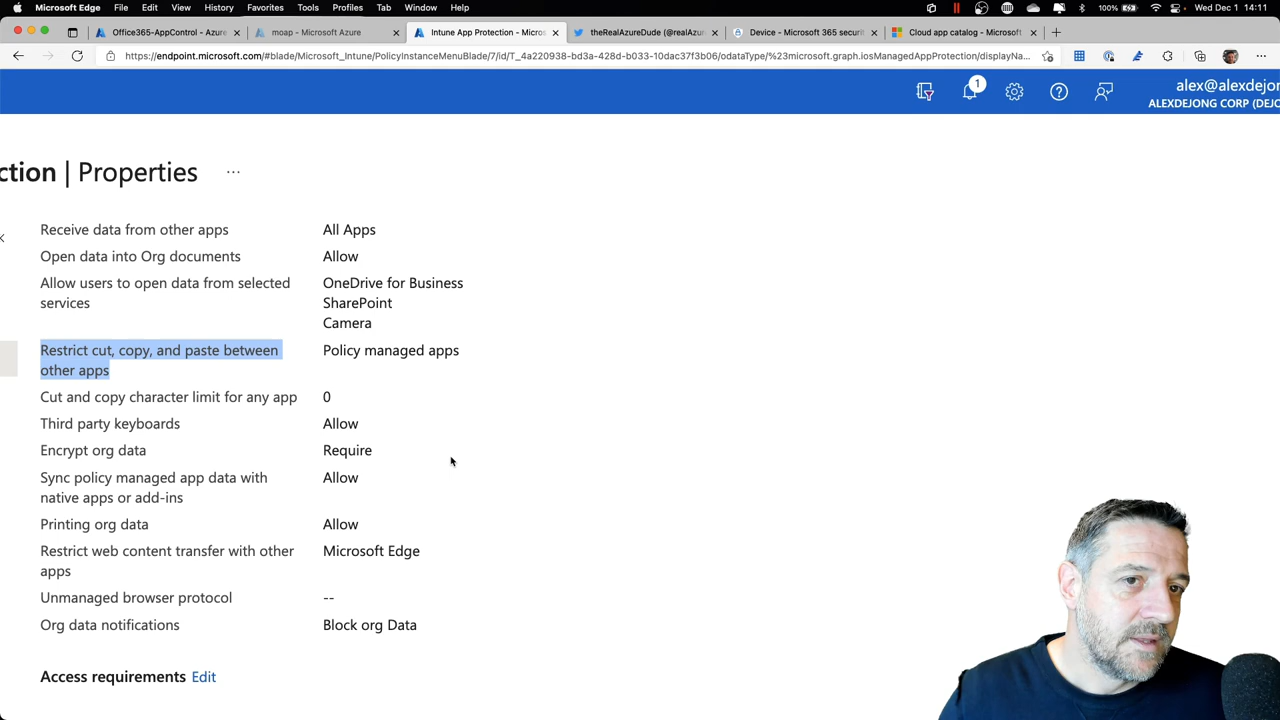 Microsoft Edge File Edit View History Favorites Tools Profiles Tab Window Help 100% Wed Dec 1 14:11
Office365-AppControl - Azure moap - Microsoft Azure Intune App Protection - Micros theRealAzureDude (@realAzur Device - Microsoft 365 securit Cloud app catalog - Microsoft
https://endpoint.microsoft.com/#blade/Microsoft_Intune/PolicyInstanceMenuBlade/7/id/T_4a220938-bd3a-428d-b033-10dac37f3b06/odataType/%23microsoft.graph.iosManagedAppProtection/displayNa...
1
alex@alexdejon
ALEXDEJONG CORP (DEJO
ction | Properties ...
Receive data from other apps All Apps
Open data into Org documents Allow
Allow users to open data from selected OneDrive for Business
services SharePoint
Camera
Restrict cut, copy, and paste between Policy managed apps
other apps
Cut and copy character limit for any app 0
Third party keyboards Allow
Encrypt org data Require
Sync policy managed app data with Allow
native apps or add-ins
Printing org data Allow
Restrict web content transfer with other Microsoft Edge
apps
Unmanaged browser protocol --
Org data notifications Block org Data
Access requirements Edit